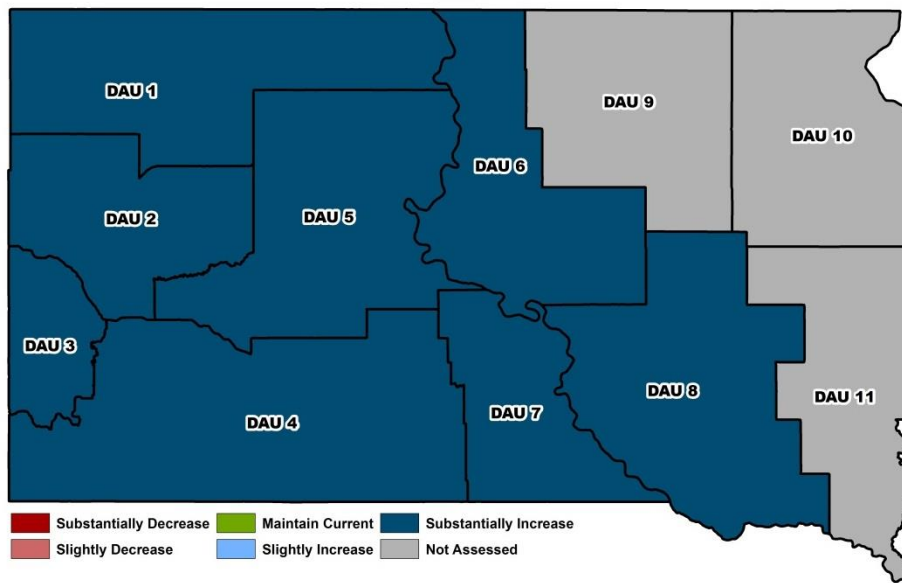 DAU 1
DAU 9
DAU 10
DAU 6
DAU 2
DAU 5
DAU 3
DAU 8
DAU 11
DAU 4
DAU 7
Substantially Decrease
Maintain Current
Substantially Increase
Slightly Decrease
Slightly Increase
Not Assessed